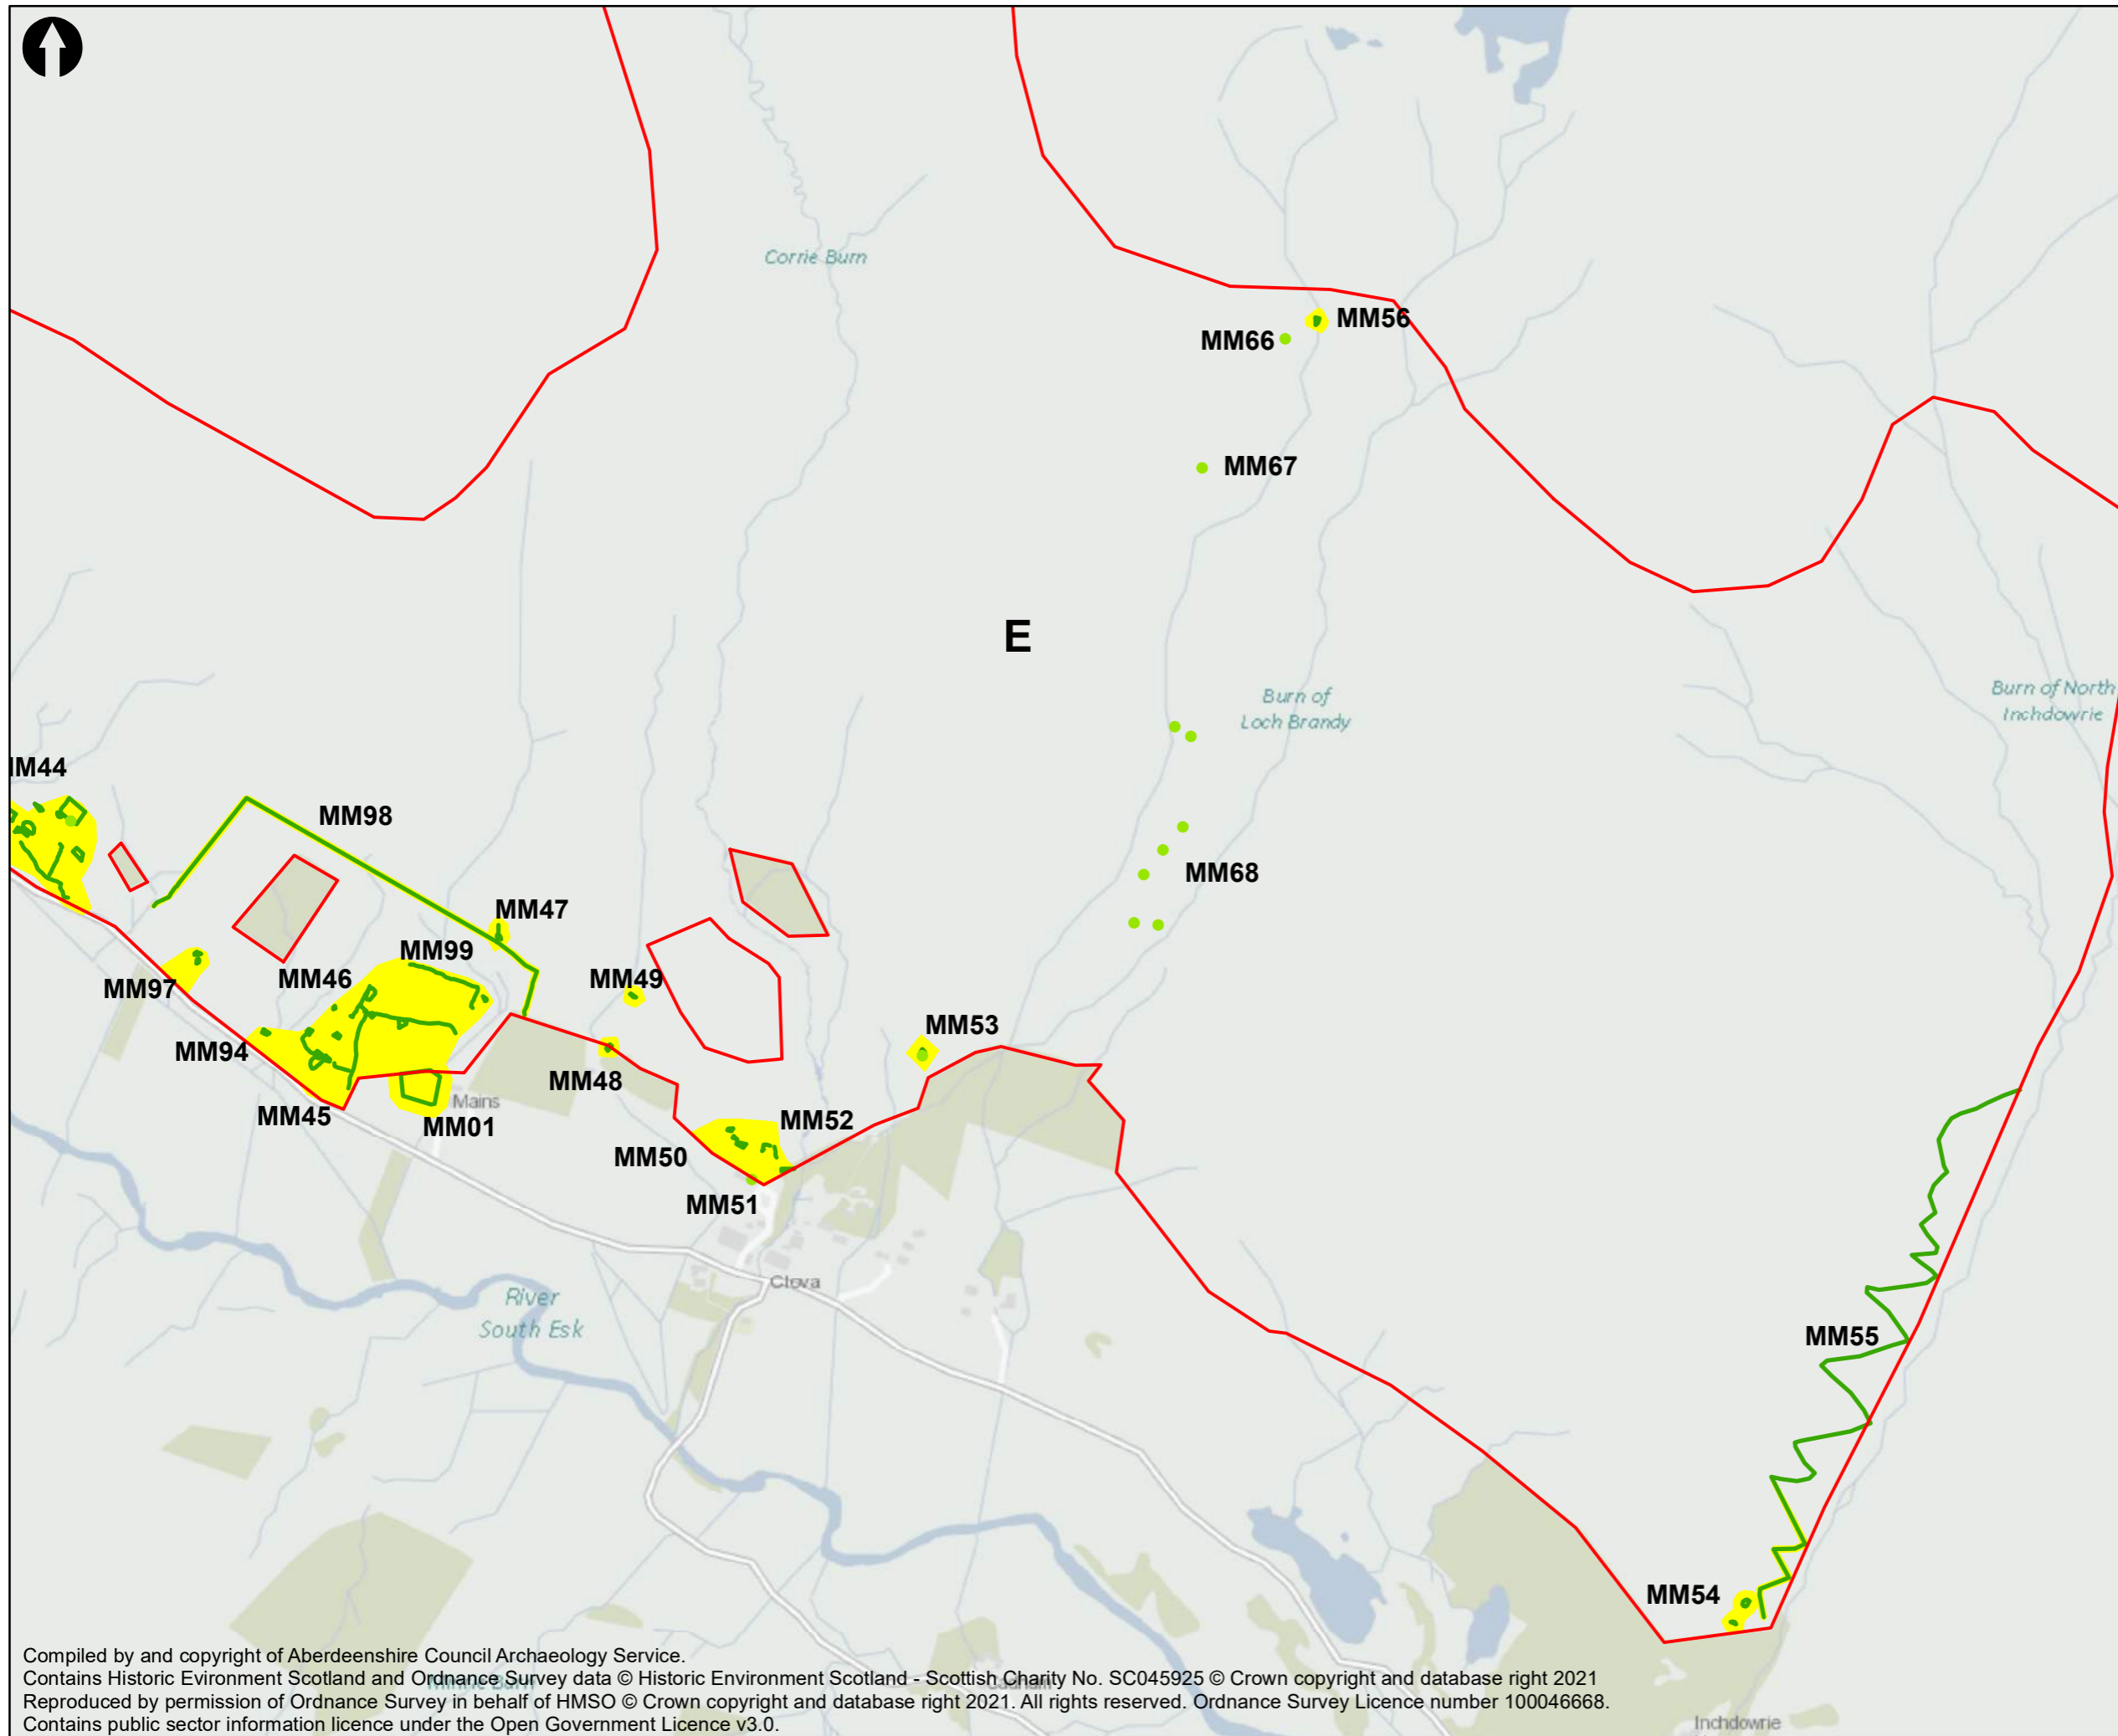 Corrie Burn
MM56
MM66
MM67
E
Burn of
Loch Brandy
Burn of North
Inchdowrie
MM44
MM98
MM68
MM47
MM99
MM46
MM49
MM97
MM53
MM94
MM48
Mains
MM45
MM01
MM52
MM50
MM51
Clova
River
South Esk
MM55
MM54
Compiled by and copyright of Aberdeenshire Council Archaeology Service.
Contains Historic Evironment Scotland and Ordnance Survey data © Historic Environment Scotland - Scottish Charity No. SC045925 © Crown copyright and database right 2021
Reproduced by permission of Ordnance Survey in behalf of HMSO © Crown copyright and database right 2021. All rights reserved. Ordnance Survey Licence number 100046668.
Contains public sector information licence under the Open Government Licence v3.0.
Inchdowrie